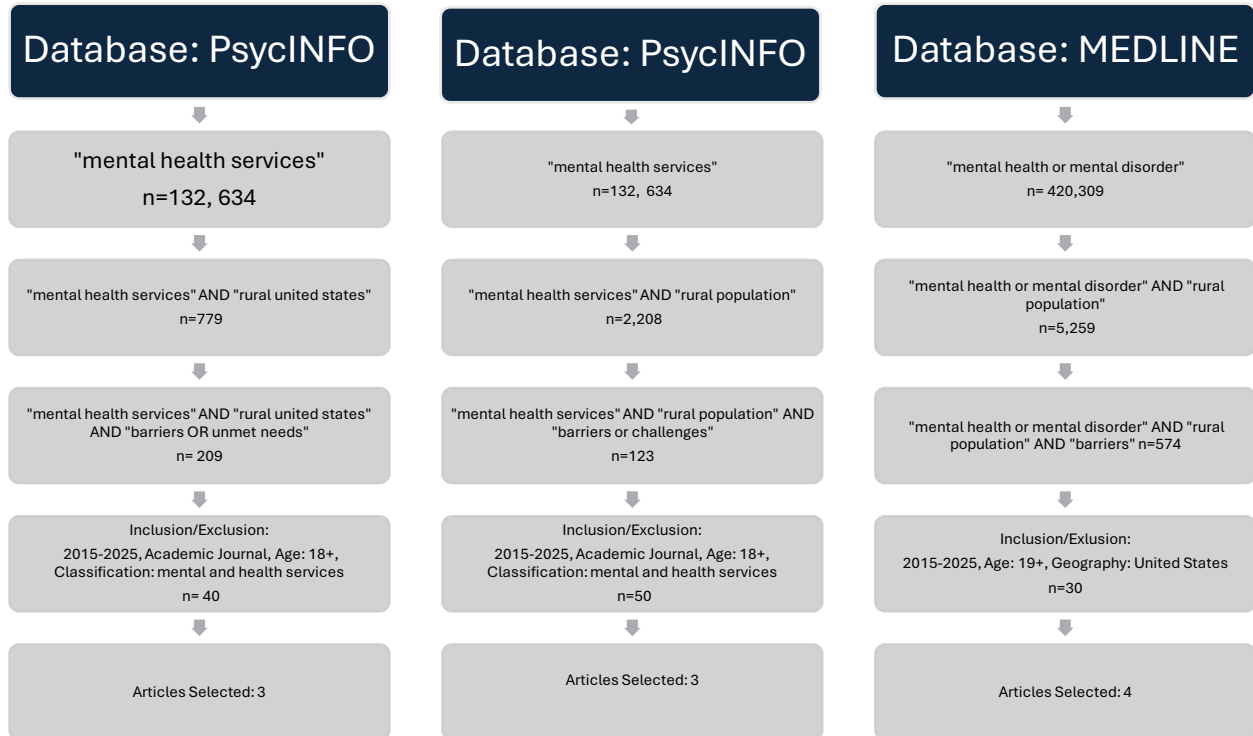 Database: PsycINFO
"mental health services"
n=132, 634
"mental health services" AND "rural united states"
n=779
"mental health services" AND "rural united states"
AND "barriers OR unmet needs"
n= 209
Inclusion/Exclusion:
2015-2025, Academic Journal, Age: 18+,
Classification: mental and health services
n= 40
Articles Selected: 3
Database: PsycINFO
"mental health services"
n=132, 634
"mental health services" AND "rural population"
n=2,208
"mental health services" AND "rural population" AND
"barriers or challenges"
n=123
Inclusion/Exclusion:
2015-2025, Academic Journal, Age: 18+,
Classification: mental and health services
n=50
Articles Selected: 3
Database: MEDLINE
"mental health or mental disorder"
n= 420,309
"mental health or mental disorder" AND "rural
population"
n=5,259
"mental health or mental disorder" AND "rural
population" AND "barriers" n=574
Inclusion/Exlusion:
2015-2025, Age: 19+, Geography: United States
n=30
Articles Selected: 4